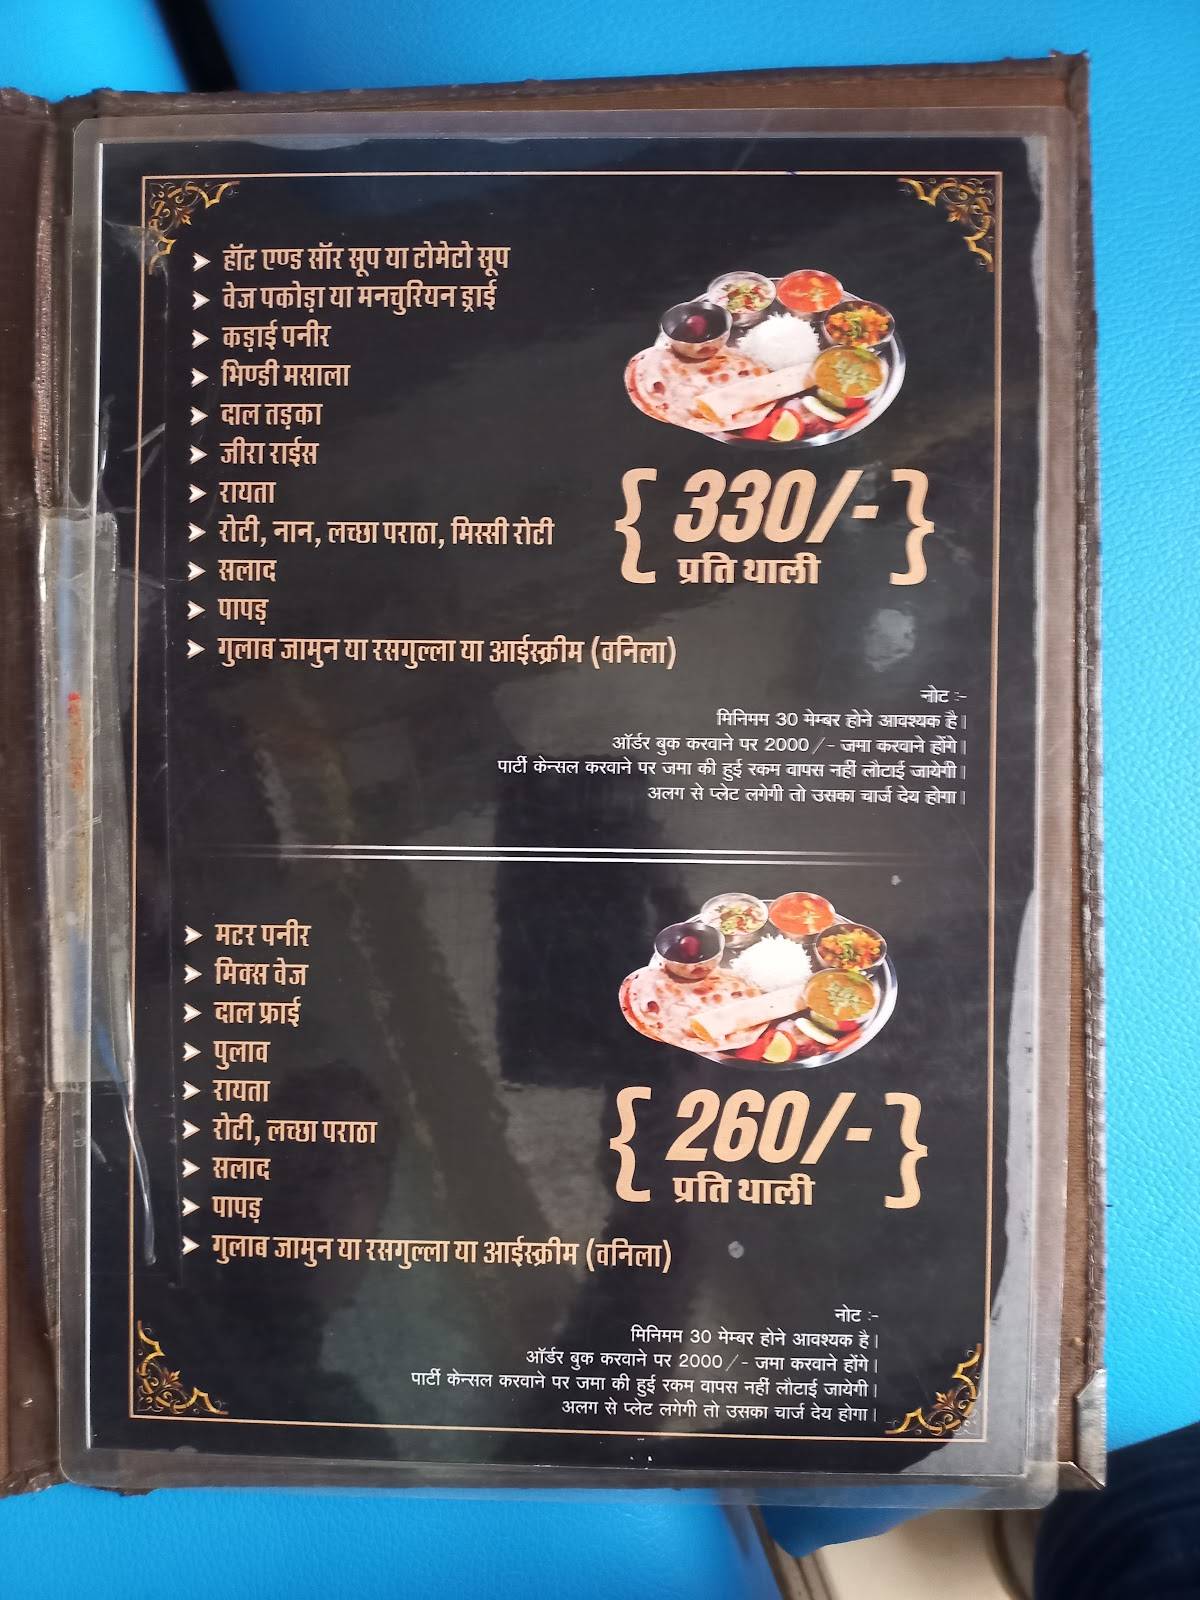 हॉट एण्ड सॉर सूप या टोमेटो सूप
वेज पकोड़ा या मनचुरियन ड्राई
कड़ाई पनीर
भिण्डी मसाला
दाल तड़का
जीरा राईस
रायता
रोटी, नान, लच्छा पराठा, मिस्सी रोटी
सलाद
पापड़
गुलाब जामुन या रसगुल्ला या आईस्क्रीम (वनिला)
{ 330/- }
प्रति थाली
नोट :-
मिनिमम 30 मेम्बर होने आवश्यक है।
ऑर्डर बुक करवाने पर 2000/- जमा करवाने होंगे।
पार्टी केन्सल करवाने पर जमा की हुई रकम वापस नहीं लौटाई जायेगी।
अलग से प्लेट लगेगी तो उसका चार्ज देय होगा।
मटर पनीर
मिक्स वेज
दाल फ्राई
पुलाव
रायता
रोटी, लच्छा पराठा
सलाद
पापड़
गुलाब जामुन या रसगुल्ला या आईस्क्रीम (वनिला)
{ 260/- }
प्रति थाली
नोट :-
मिनिमम 30 मेम्बर होने आवश्यक है।
ऑर्डर बुक करवाने पर 2000/- जमा करवाने होंगे।
पार्टी केन्सल करवाने पर जमा की हुई रकम वापस नहीं लौटाई जायेगी।
अलग से प्लेट लगेगी तो उसका चार्ज देय होगा।